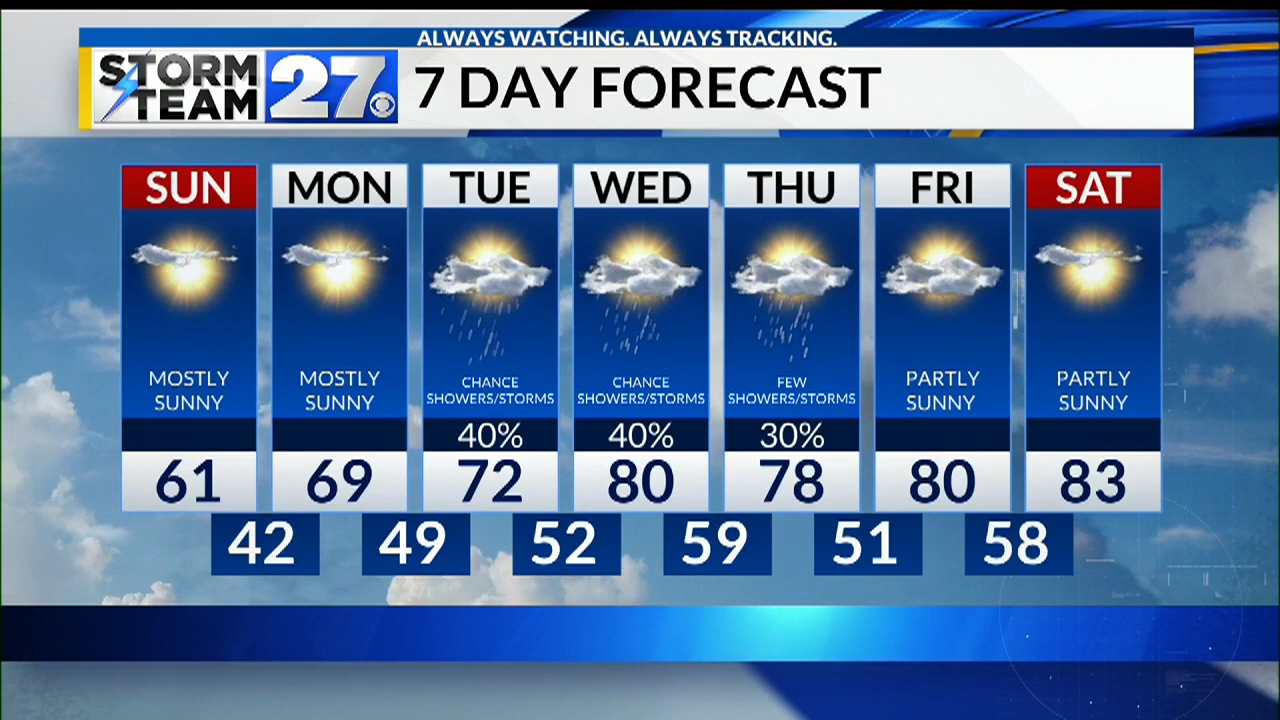 ALWAYS WATCHING. ALWAYS TRACKING.
STORM
TEAM
27
7 DAY FORECAST
SUN MON TUE WED THU FRI SAT
MOSTLY SUNNY
MOSTLY SUNNY
CHANCE SHOWERS/STORMS
CHANCE SHOWERS/STORMS
FEW SHOWERS/STORMS
PARTLY SUNNY
PARTLY SUNNY
40% 40% 30%
61 69 72 80 78 80 83
42 49 52 59 51 58